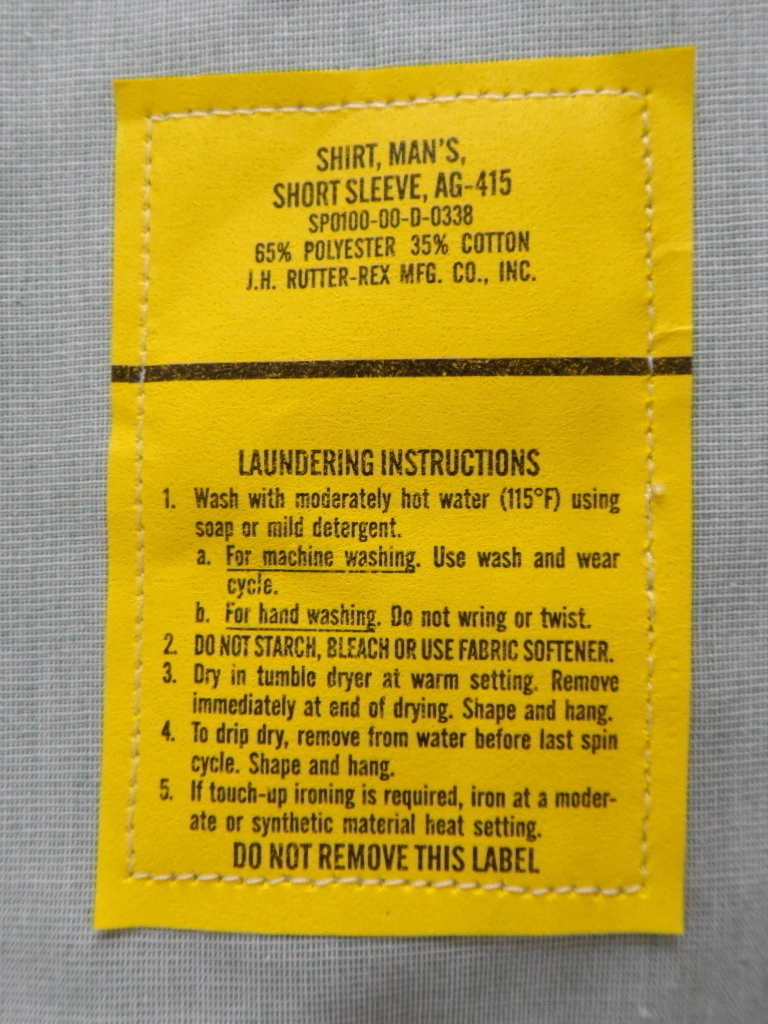 SHIRT, MAN'S,
SHORT SLEEVE, AG-415
SPO100-00-D-0338
65% POLYESTER 35% COTTON
J.H. RUTTER-REX MFG. CO., INC.
LAUNDERING INSTRUCTIONS
1. Wash with moderately hot water (115°F) using
soap or mild detergent.
a. For machine washing. Use wash and wear
cycle.
b. For hand washing. Do not wring or twist.
2. DO NOT STARCH, BLEACH OR USE FABRIC SOFTENER.
3. Dry in tumble dryer at warm setting. Remove
immediately at end of drying. Shape and hang.
4. To drip dry, remove from water before last spin
cycle. Shape and hang.
5. If touch-up ironing is required, iron at a moder-
ate or synthetic material heat setting.
DO NOT REMOVE THIS LABEL